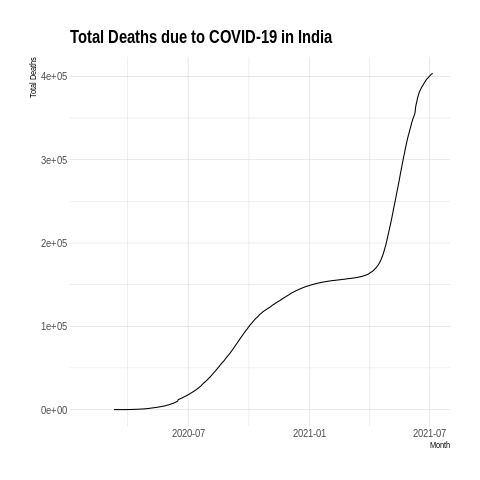 Total Deaths due to COVID-19 in India
Total Deaths
4e+05
3e+05
2e+05
1e+05
0e+00
2020-07 2021-01 2021-07
Month